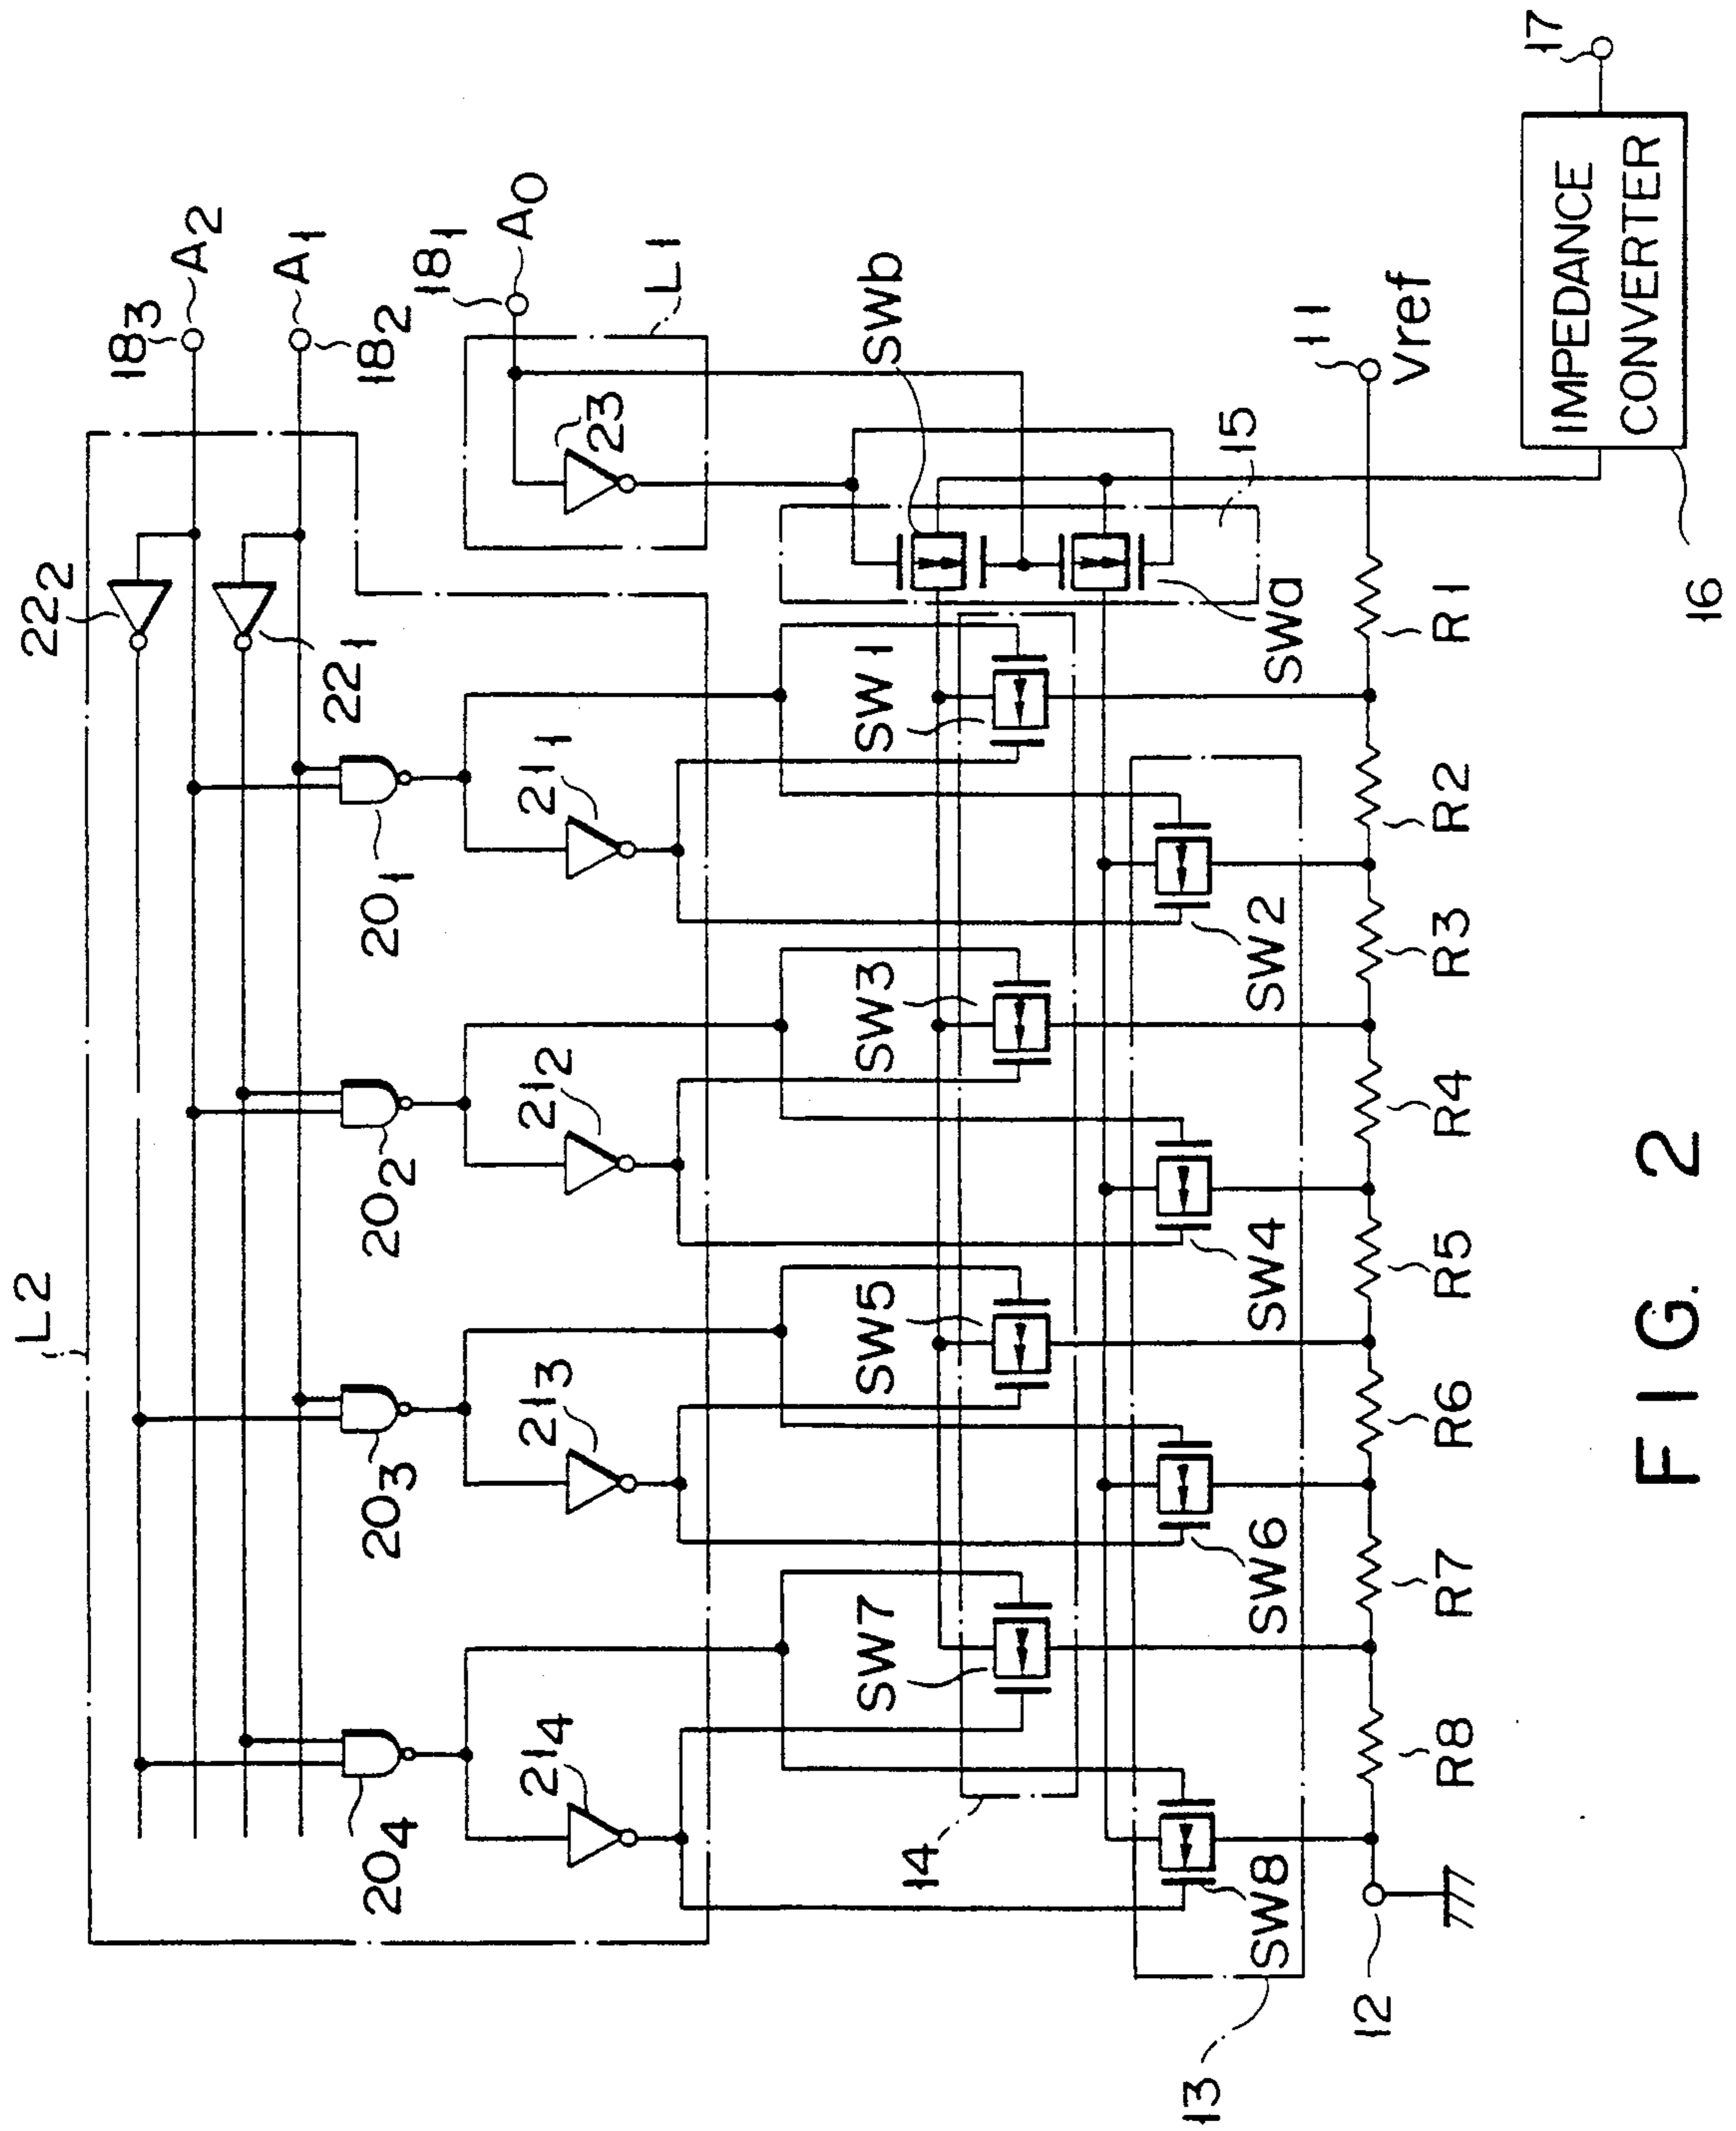 L2
22₂
18₃
A₂
A₁
18₂
22₁
20₄
20₃
20₂
20₁
21₄
21₃
21₂
21₁
23
18₁
A₀
L1
SW7
SW5
SW3
SW1
SWb
14
15
SWa
SW8
SW6
SW4
SW2
13
12
11
Vref
R8
R7
R6
R5
R4
R3
R2
R1
IMPEDANCE
CONVERTER
17
16
FIG. 2